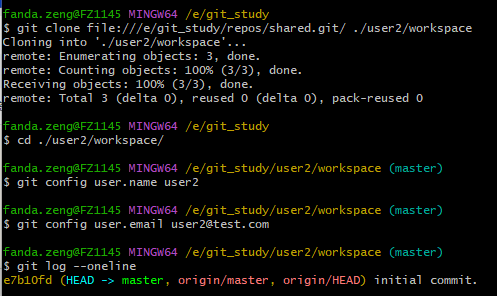 fanda.zeng@FZ1145 MINGW64 /e/git_study
$ git clone file:///e/git_study/repos/shared.git/ ./user2/workspace
Cloning into './user2/workspace'...
remote: Enumerating objects: 3, done.
remote: Counting objects: 100% (3/3), done.
Receiving objects: 100% (3/3), done.
remote: Total 3 (delta 0), reused 0 (delta 0), pack-reused 0
fanda.zeng@FZ1145 MINGW64 /e/git_study
$ cd ./user2/workspace/
fanda.zeng@FZ1145 MINGW64 /e/git_study/user2/workspace (master)
$ git config user.name user2
fanda.zeng@FZ1145 MINGW64 /e/git_study/user2/workspace (master)
$ git config user.email user2@test.com
fanda.zeng@FZ1145 MINGW64 /e/git_study/user2/workspace (master)
$ git log --oneline
e7b10fd (HEAD -> master, origin/master, origin/HEAD) initial commit.